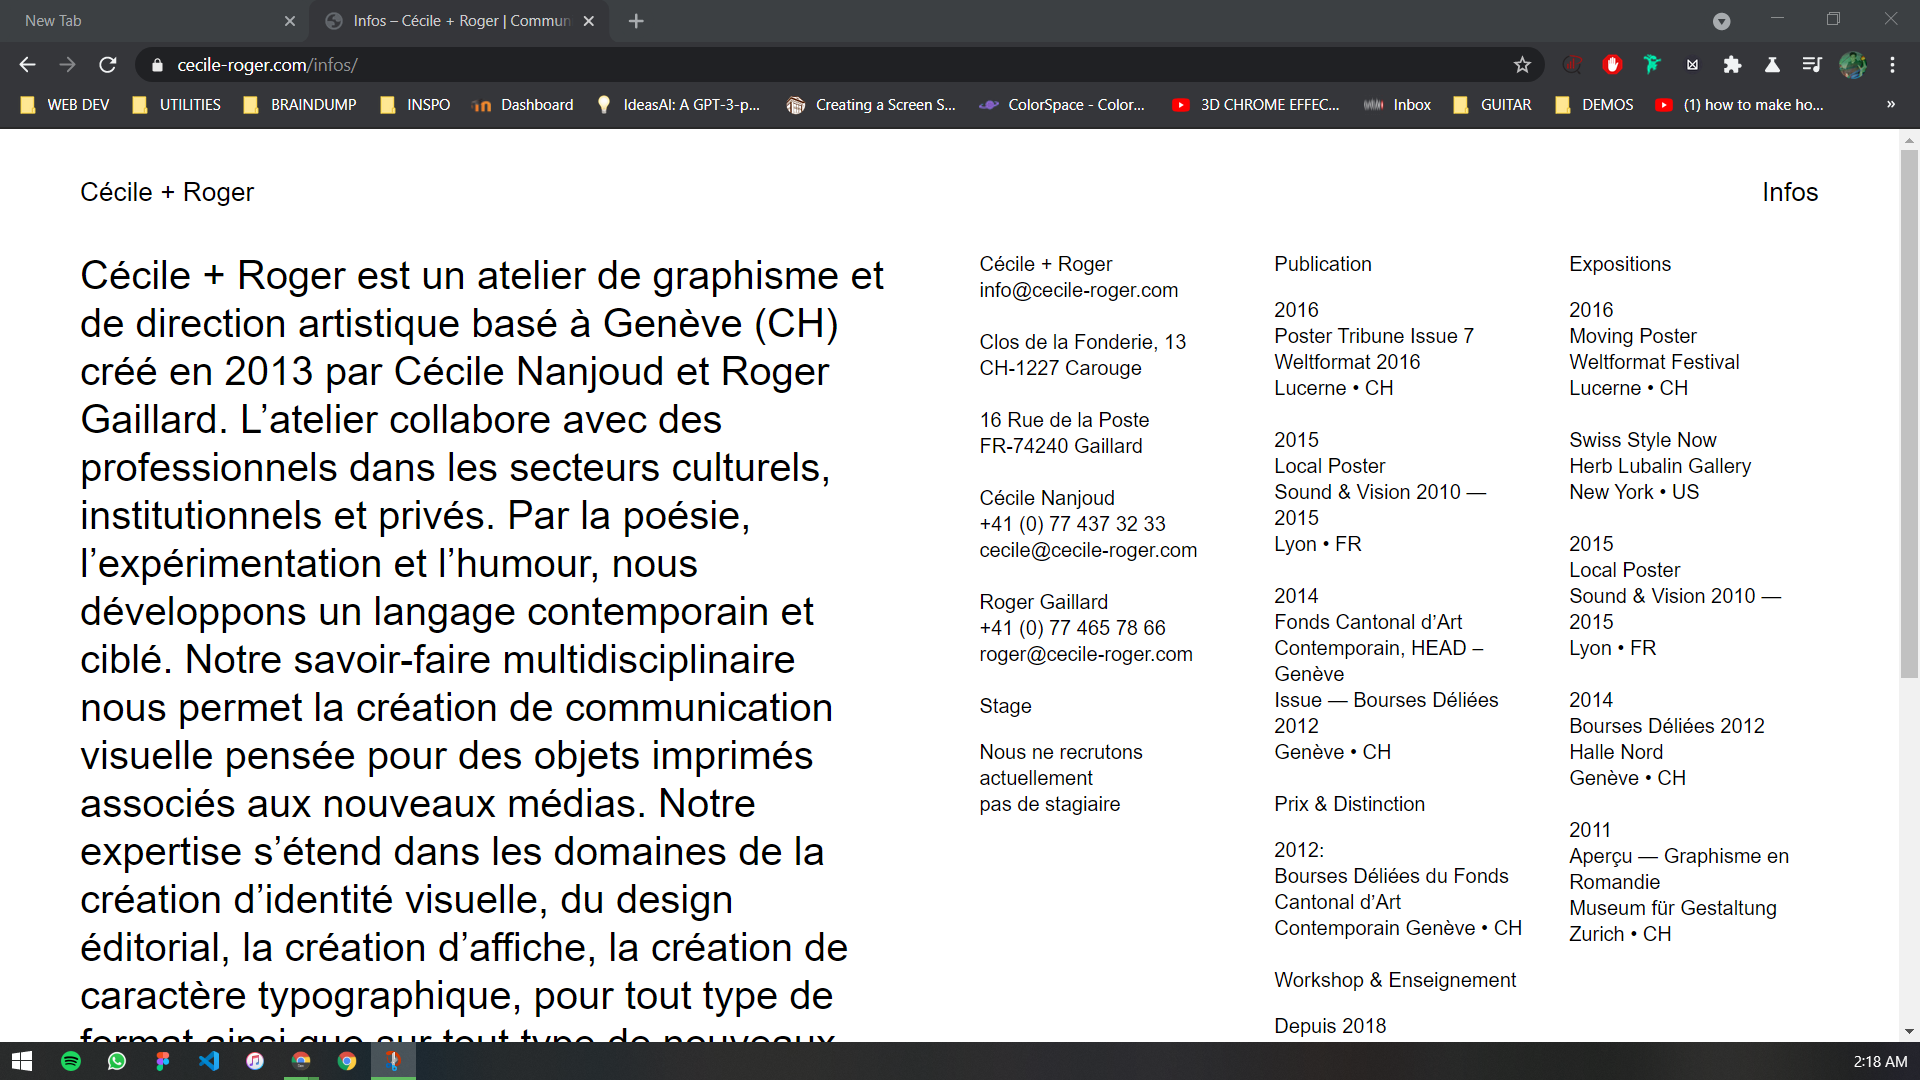 New Tab
Infos – Cécile + Roger | Commun
cecile-roger.com/infos/
WEB DEV
UTILITIES
BRAINDUMP
INSPO
Dashboard
IdeasAI: A GPT-3-p...
Creating a Screen S...
ColorSpace - Color...
3D CHROME EFFEC...
Inbox
GUITAR
DEMOS
(1) how to make ho...
»
Cécile + Roger
Infos
Cécile + Roger est un atelier de graphisme et
de direction artistique basé à Genève (CH)
créé en 2013 par Cécile Nanjoud et Roger
Gaillard. L’atelier collabore avec des
professionnels dans les secteurs culturels,
institutionnels et privés. Par la poésie,
l’expérimentation et l’humour, nous
développons un langage contemporain et
ciblé. Notre savoir-faire multidisciplinaire
nous permet la création de communication
visuelle pensée pour des objets imprimés
associés aux nouveaux médias. Notre
expertise s’étend dans les domaines de la
création d’identité visuelle, du design
éditorial, la création d’affiche, la création de
caractère typographique, pour tout type de
format ainsi que sur tout type de nouveaux
Cécile + Roger
info@cecile-roger.com
Clos de la Fonderie, 13
CH-1227 Carouge
16 Rue de la Poste
FR-74240 Gaillard
Cécile Nanjoud
+41 (0) 77 437 32 33
cecile@cecile-roger.com
Roger Gaillard
+41 (0) 77 465 78 66
roger@cecile-roger.com
Stage
Nous ne recrutons
actuellement
pas de stagiaire
Publication
2016
Poster Tribune Issue 7
Weltformat 2016
Lucerne • CH
2015
Local Poster
Sound & Vision 2010 —
2015
Lyon • FR
2014
Fonds Cantonal d’Art
Contemporain, HEAD –
Genève
Issue — Bourses Déliées
2012
Genève • CH
Prix & Distinction
2012:
Bourses Déliées du Fonds
Cantonal d’Art
Contemporain Genève • CH
Workshop & Enseignement
Depuis 2018
Expositions
2016
Moving Poster
Weltformat Festival
Lucerne • CH
Swiss Style Now
Herb Lubalin Gallery
New York • US
2015
Local Poster
Sound & Vision 2010 —
2015
Lyon • FR
2014
Bourses Déliées 2012
Halle Nord
Genève • CH
2011
Aperçu — Graphisme en
Romandie
Museum für Gestaltung
Zurich • CH
2:18 AM